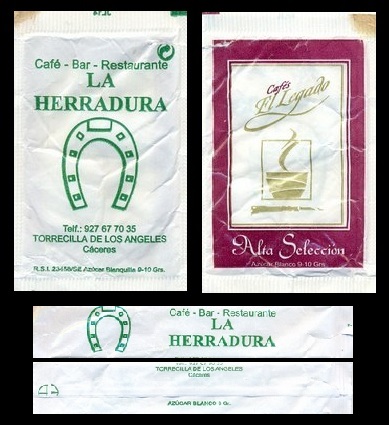 Café - Bar - Restaurante
LA
HERRADURA
Telf.: 927 67 70 35
TORRECILLA DE LOS ANGELES
Cáceres
R.S.I. Azúcar Blanquilla 9-10 Grs.
Cafés
El Legado
Alta Selección
Azúcar Blanco 9-10 Grs.
Café - Bar - Restaurante
LA
HERRADURA
TORRECILLA DE LOS ANGELES
Cáceres
AZÚCAR BLANCO